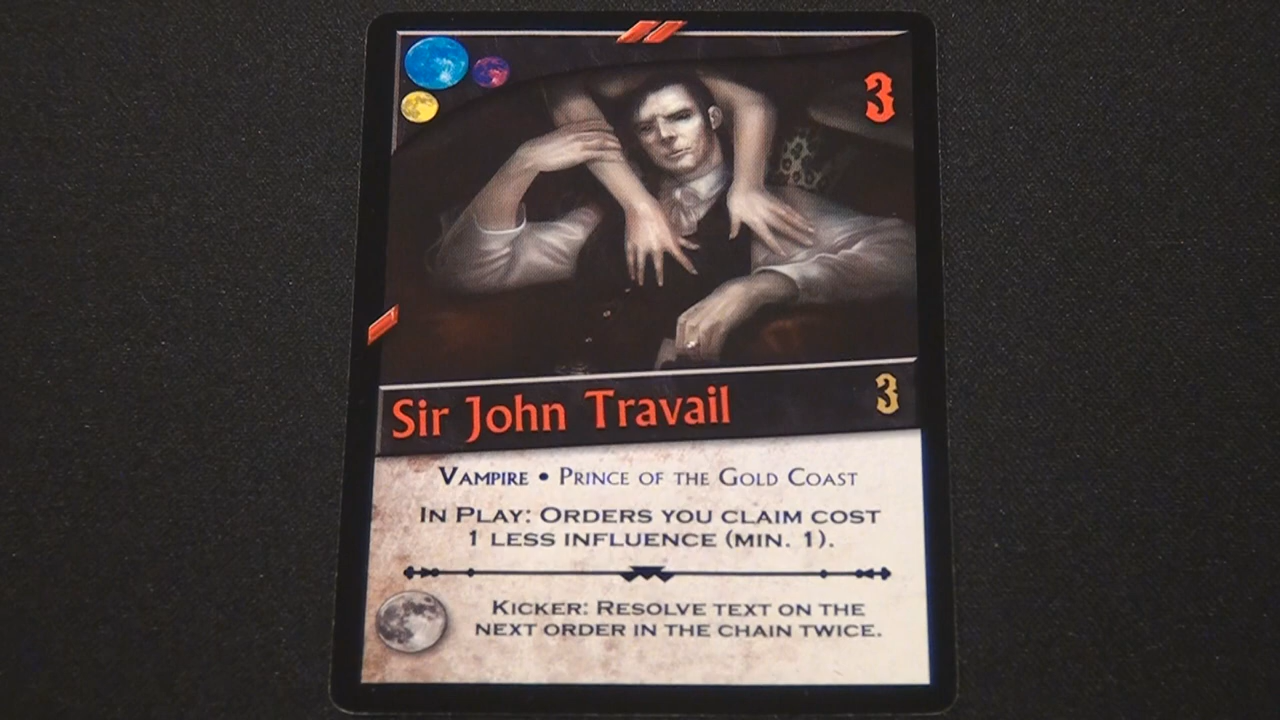 3
Sir John Travail
3
Vampire • Prince of the Gold Coast
In Play: Orders you claim cost
1 less influence (min. 1).
Kicker: Resolve text on the
next order in the chain twice.